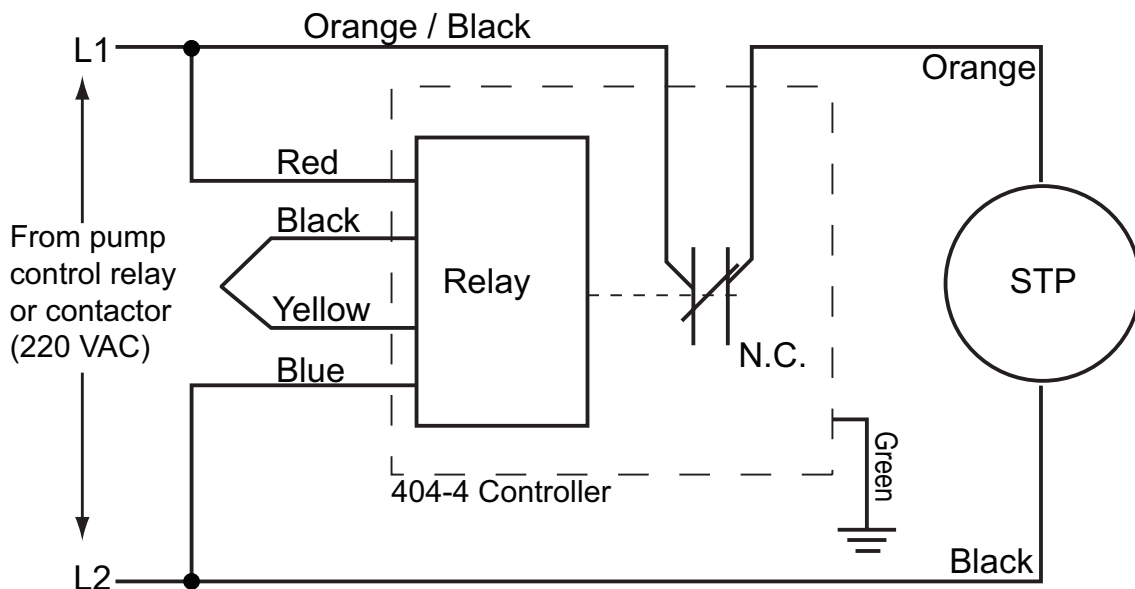 Orange / Black
L1
Orange
Red
Black
From pump
control relay
or contactor
(220 VAC)
Relay
STP
Yellow
N.C.
Blue
Green
404-4 Controller
Black
L2